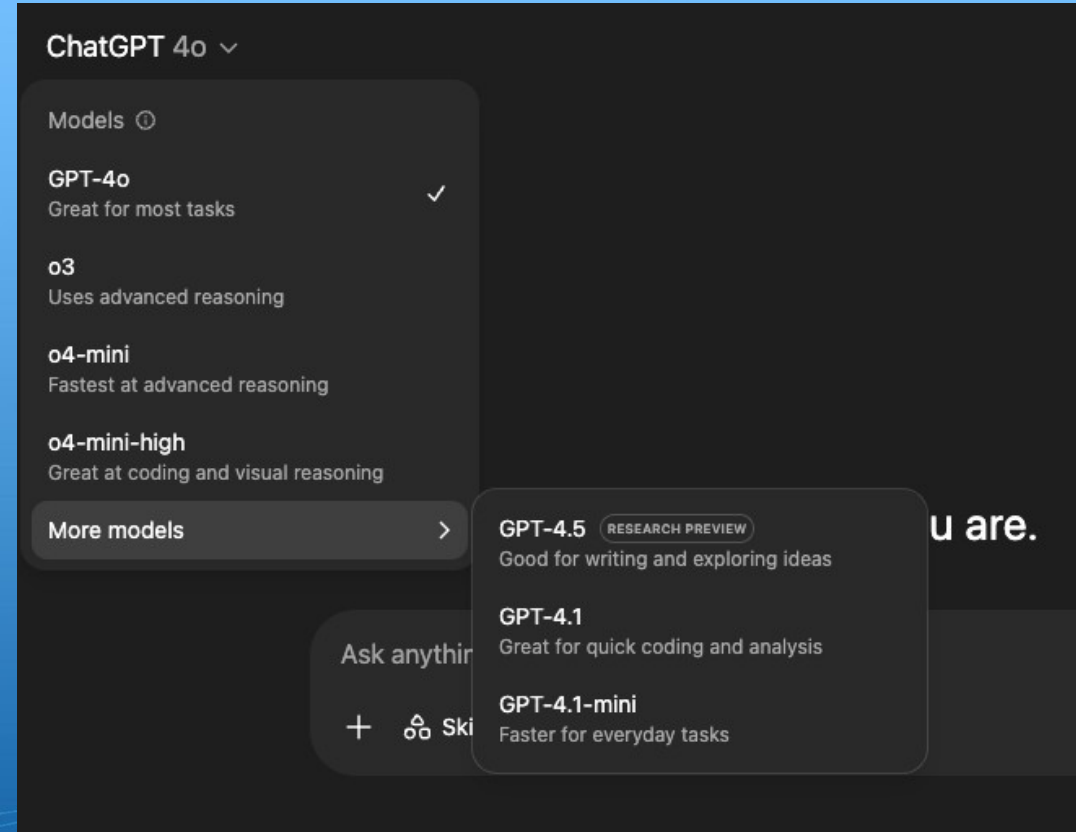 ChatGPT 4o
Models
GPT-4o
Great for most tasks
o3
Uses advanced reasoning
o4-mini
Fastest at advanced reasoning
o4-mini-high
Great at coding and visual reasoning
More models
GPT-4.5 RESEARCH PREVIEW
Good for writing and exploring ideas
GPT-4.1
Great for quick coding and analysis
GPT-4.1-mini
Faster for everyday tasks
u are.
Ask anythin
Ski